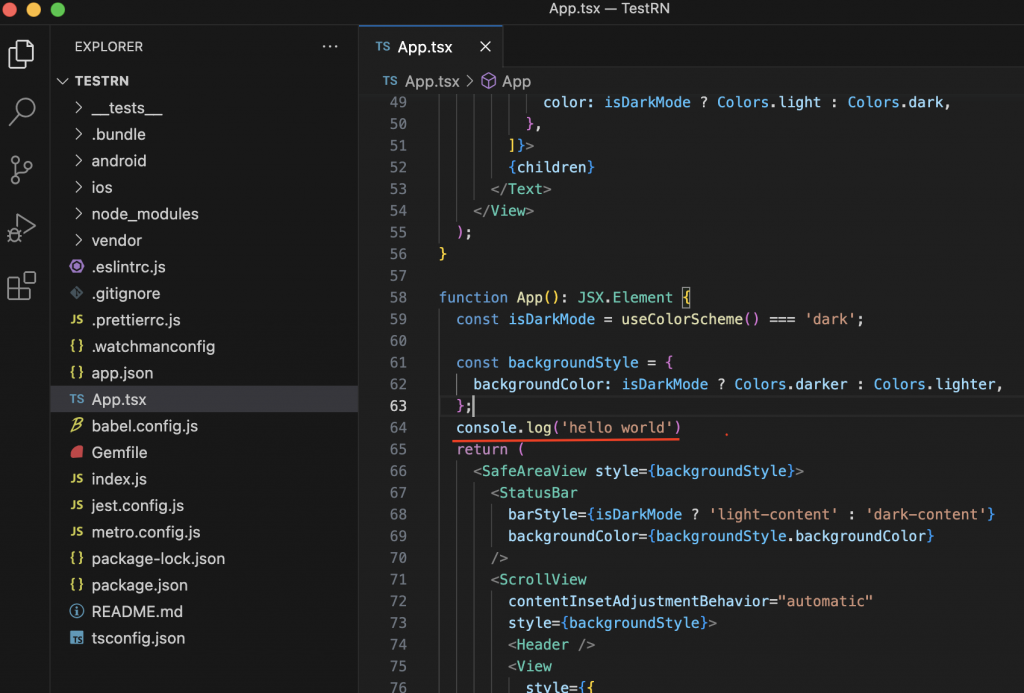 App.tsx — TestRN
EXPLORER
TESTRN
__tests__
.bundle
android
ios
node_modules
vendor
.eslintrc.js
.gitignore
JS .prettierrc.js
{} .watchmanconfig
{} app.json
TS App.tsx
babel.config.js
Gemfile
JS index.js
JS jest.config.js
JS metro.config.js
{} package-lock.json
{} package.json
README.md
TS tsconfig.json
TS App.tsx
TS App.tsx > App
49 color: isDarkMode ? Colors.light : Colors.dark,
50 },
51 ]}>
52 {children}
53 </Text>
54 </View>
55 );
56 }
57
58 function App(): JSX.Element {
59 const isDarkMode = useColorScheme() === 'dark';
60
61 const backgroundStyle = {
62 backgroundColor: isDarkMode ? Colors.darker : Colors.lighter,
63 };
64 console.log('hello world')
65 return (
66 <SafeAreaView style={backgroundStyle}>
67 <StatusBar
68 barStyle={isDarkMode ? 'light-content' : 'dark-content'}
69 backgroundColor={backgroundStyle.backgroundColor}
70 />
71 <ScrollView
72 contentInsetAdjustmentBehavior="automatic"
73 style={backgroundStyle}>
74 <Header />
75 <View
76 style={{